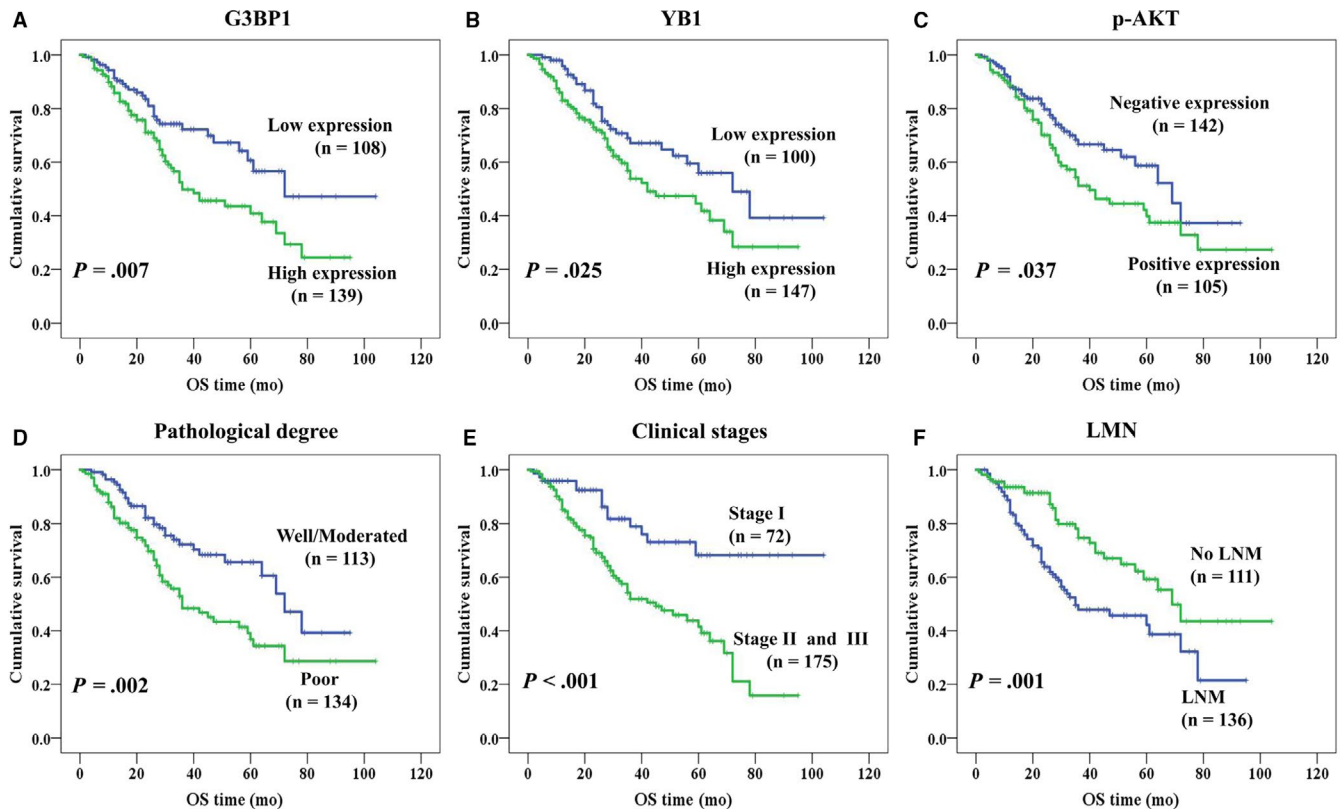 A
G3BP1
Cumulative survival
1.0
0.8
0.6
0.4
0.2
0.0
Low expression
(n = 108)
P = .007
High expression
(n = 139)
0 20 40 60 80 100 120
OS time (mo)
B
YB1
Cumulative survival
1.0
0.8
0.6
0.4
0.2
0.0
Low expression
(n = 100)
P = .025
High expression
(n = 147)
0 20 40 60 80 100 120
OS time (mo)
C
p-AKT
Cumulative survival
1.0
0.8
0.6
0.4
0.2
0.0
Negative expression
(n = 142)
P = .037
Positive expression
(n = 105)
0 20 40 60 80 100 120
OS time (mo)
D
Pathological degree
Cumulative survival
1.0
0.8
0.6
0.4
0.2
0.0
Well/Moderated
(n = 113)
P = .002
Poor
(n = 134)
0 20 40 60 80 100 120
OS time (mo)
E
Clinical stages
Cumulative survival
1.0
0.8
0.6
0.4
0.2
0.0
Stage I
(n = 72)
Stage II and III
(n = 175)
P < .001
0 20 40 60 80 100 120
OS time (mo)
F
LMN
Cumulative survival
1.0
0.8
0.6
0.4
0.2
0.0
No LNM
(n = 111)
P = .001
LNM
(n = 136)
0 20 40 60 80 100 120
OS time (mo)